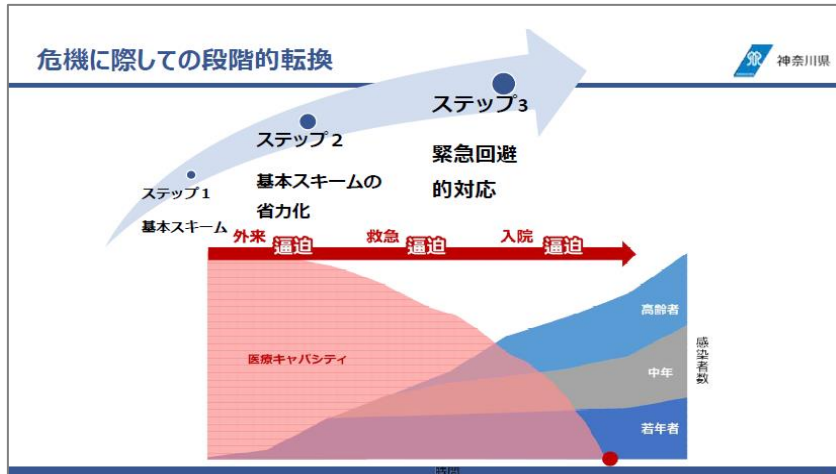 危機に際しての段階的転換
神奈川県
ステップ1
基本スキーム
ステップ2
基本スキームの
省力化
ステップ3
緊急回避
的対応
外来 逼迫 救急 逼迫 入院 逼迫
医療キャパシティ
高齢者
中年
若年者
感染者数
時間